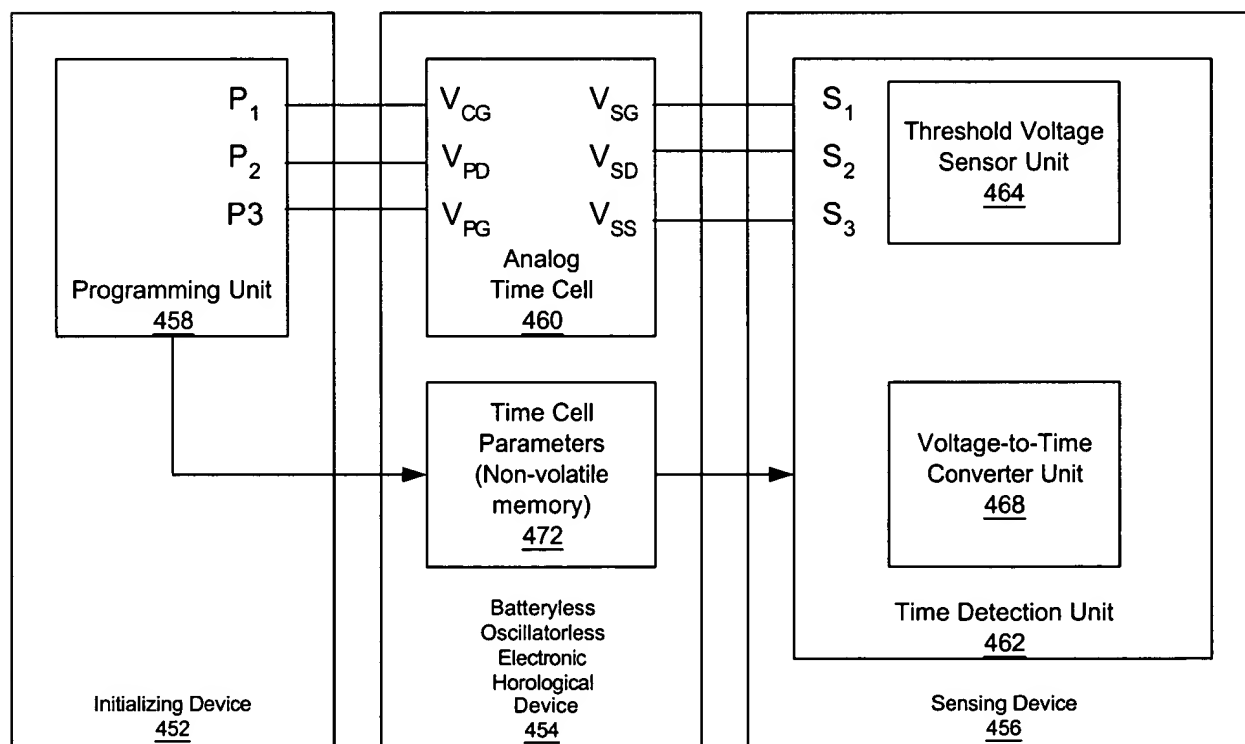 P1
P2
P3
Programming Unit
458
VCG
VPD
VPG
VSG
VSD
VSS
Analog
Time Cell
460
S1
S2
S3
Threshold Voltage
Sensor Unit
464
Time Cell
Parameters
(Non-volatile
memory)
472
Voltage-to-Time
Converter Unit
468
Time Detection Unit
462
Initializing Device
452
Batteryless
Oscillatorless
Electronic
Horological
Device
454
Sensing Device
456